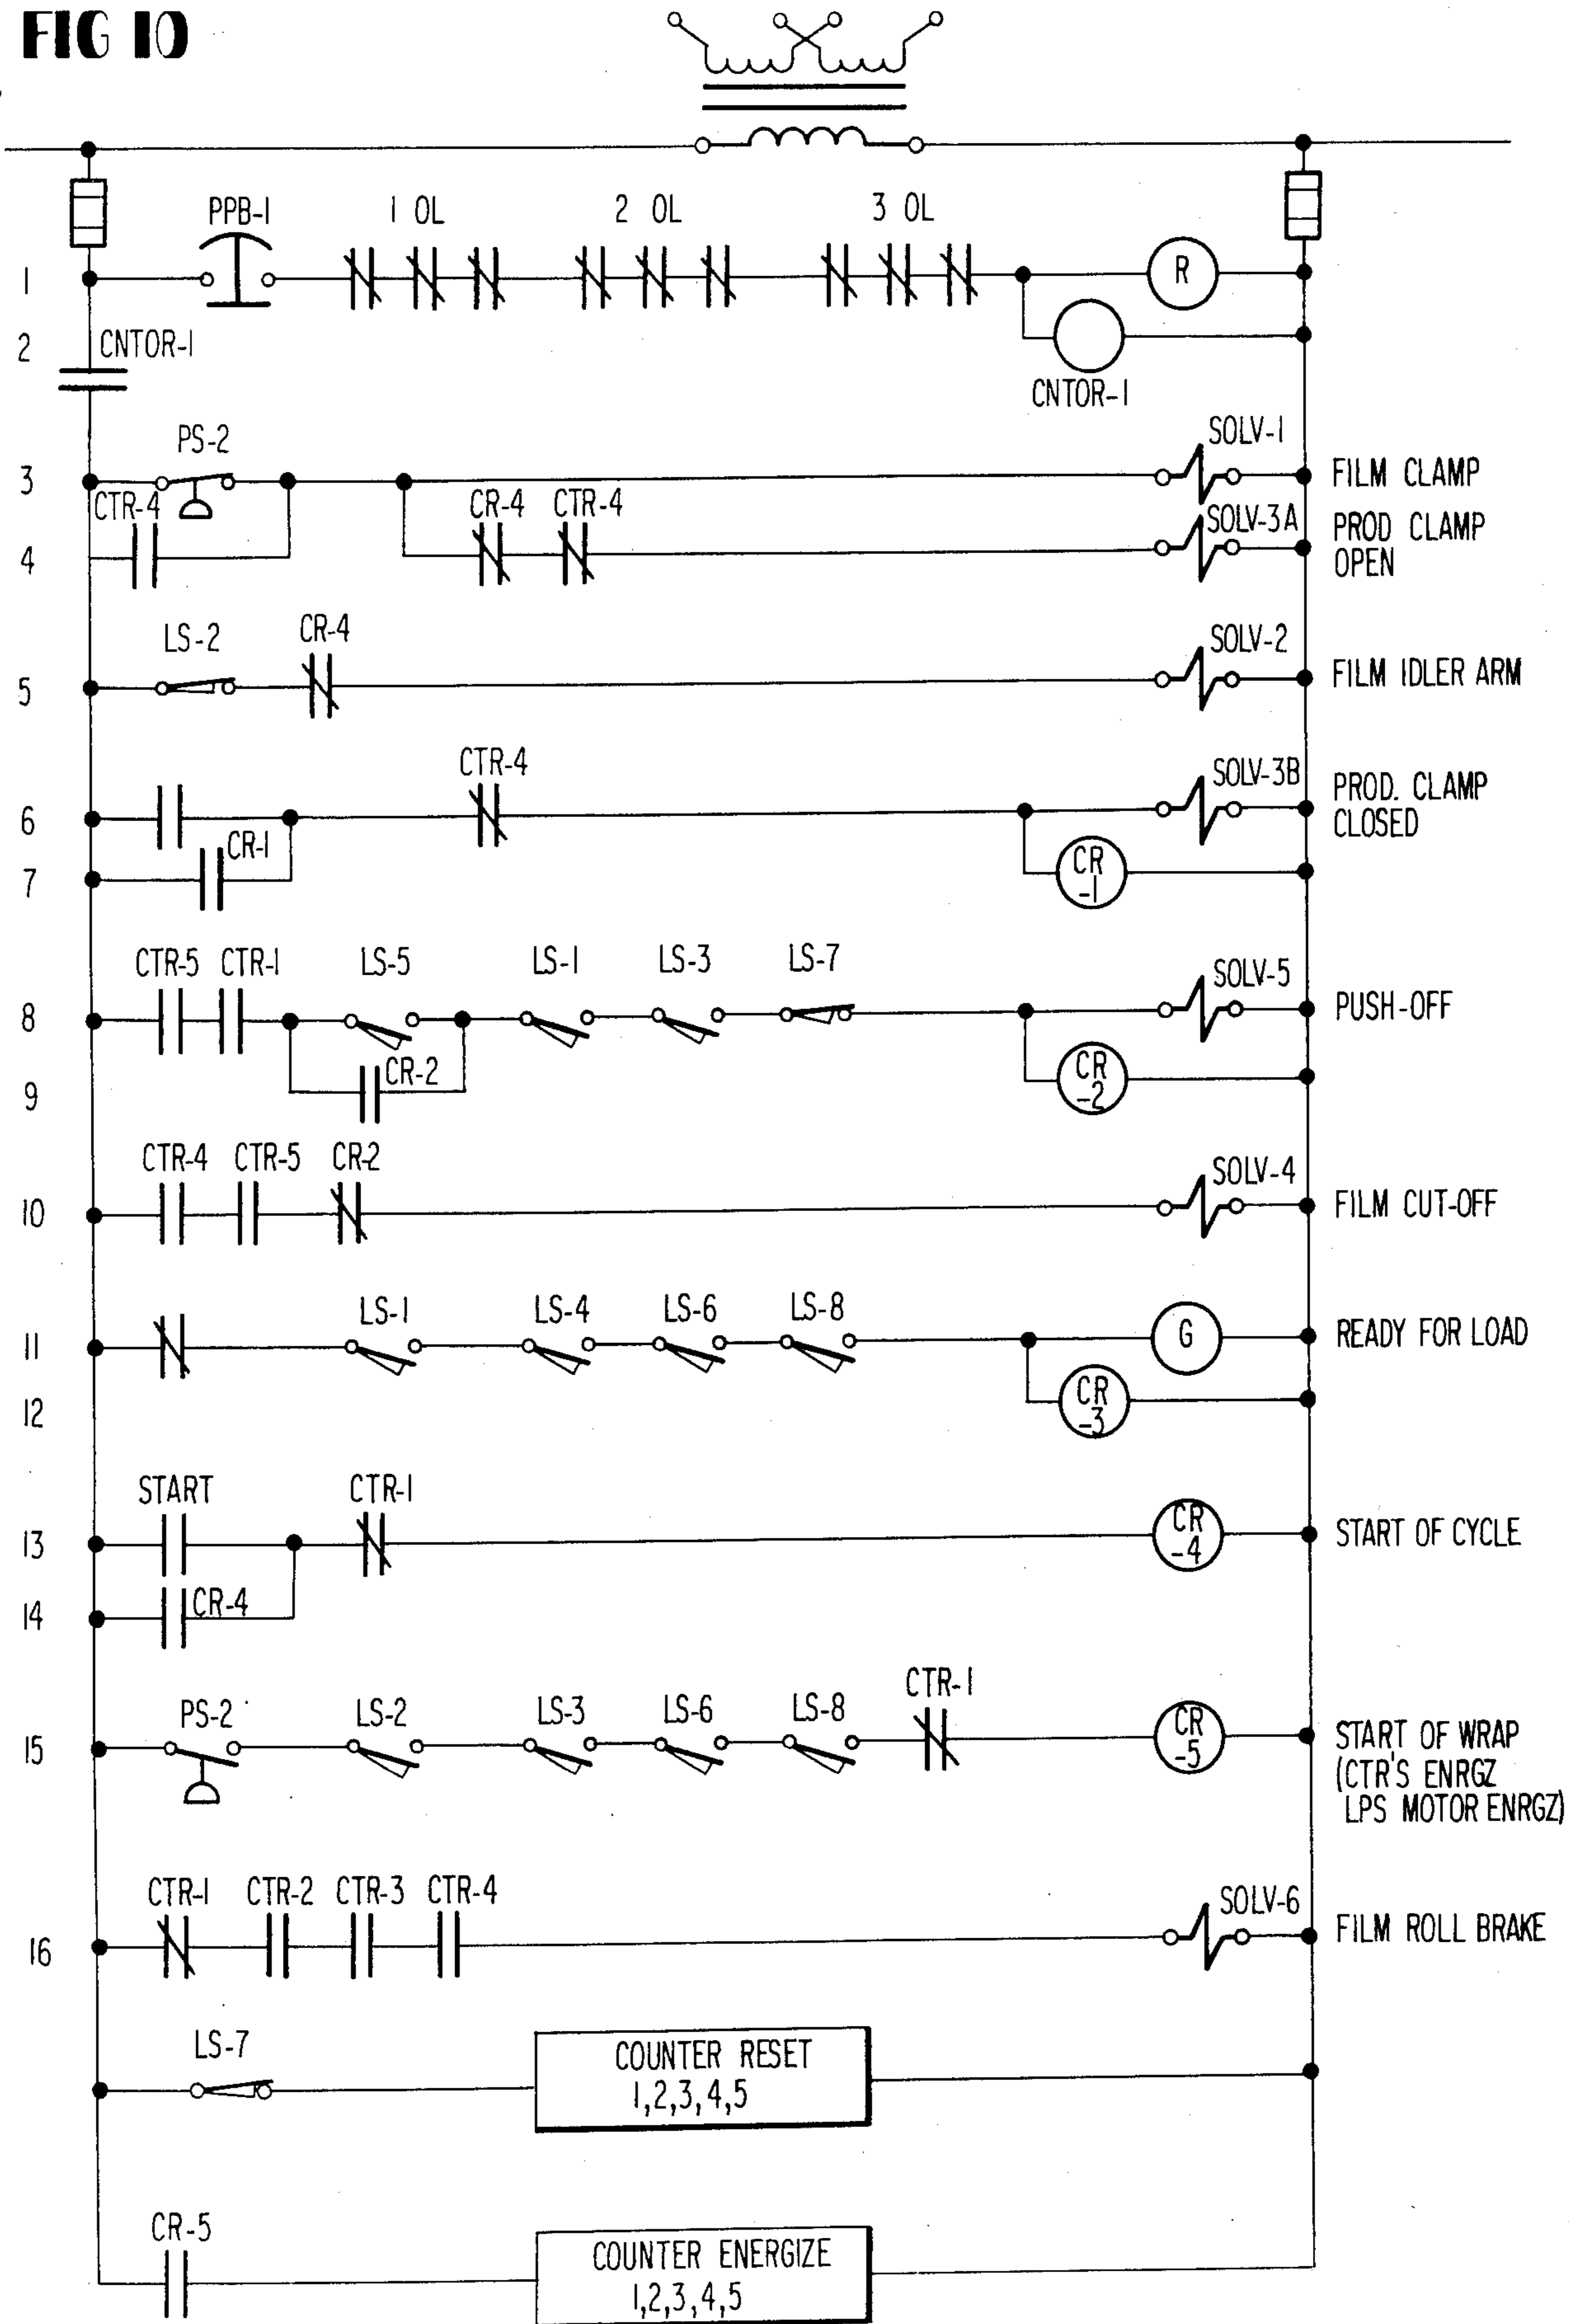 FIG 10
PPB-1 1 OL 2 OL 3 OL
1 R
2 CNTOR-1
CNTOR-1
PS-2 SOLV-1
3 FILM CLAMP
CTR-4 CR-4 CTR-4 SOLV-3A PROD CLAMP
4 OPEN
LS-2 CR-4 SOLV-2
5 FILM IDLER ARM
CTR-4 SOLV-3B PROD. CLAMP
6 CLOSED
CR-1 CR
7 -1
CTR-5 CTR-1 LS-5 LS-1 LS-3 LS-7 SOLV-5
8 PUSH-OFF
CR-2 CR
9 -2
CTR-4 CTR-5 CR-2 SOLV-4
10 FILM CUT-OFF
LS-1 LS-4 LS-6 LS-8
11 G READY FOR LOAD
12 CR
-3
START CTR-1
13 CR START OF CYCLE
-4
14 CR-4
PS-2 LS-2 LS-3 LS-6 LS-8 CTR-1
15 CR START OF WRAP
-5 (CTR'S ENRGZ
LPS MOTOR ENRGZ)
CTR-1 CTR-2 CTR-3 CTR-4 SOLV-6
16 FILM ROLL BRAKE
LS-7 COUNTER RESET
1,2,3,4,5
CR-5 COUNTER ENERGIZE
1,2,3,4,5